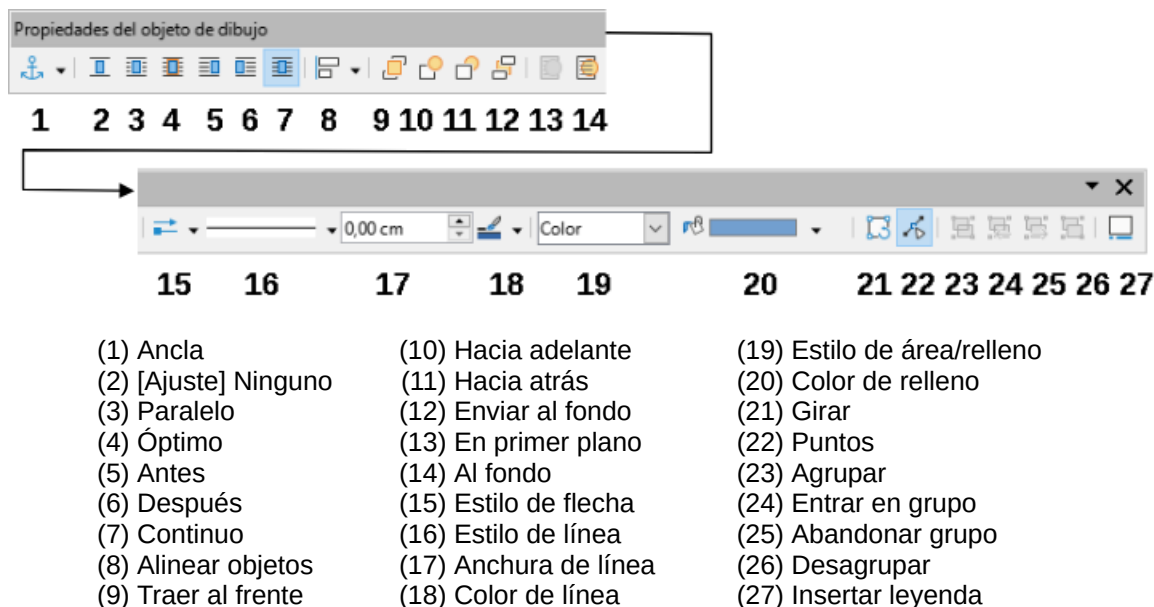 Propiedades del objeto de dibujo
1 2 3 4 5 6 7 8 9 10 11 12 13 14
0,00 cm Color
15 16 17 18 19 20 21 22 23 24 25 26 27
(1) Ancla
(2) [Ajuste] Ninguno
(3) Paralelo
(4) Óptimo
(5) Antes
(6) Después
(7) Continuo
(8) Alinear objetos
(9) Traer al frente
(10) Hacia adelante
(11) Hacia atrás
(12) Enviar al fondo
(13) En primer plano
(14) Al fondo
(15) Estilo de flecha
(16) Estilo de línea
(17) Anchura de línea
(18) Color de línea
(19) Estilo de área/relleno
(20) Color de relleno
(21) Girar
(22) Puntos
(23) Agrupar
(24) Entrar en grupo
(25) Abandonar grupo
(26) Desagrupar
(27) Insertar leyenda